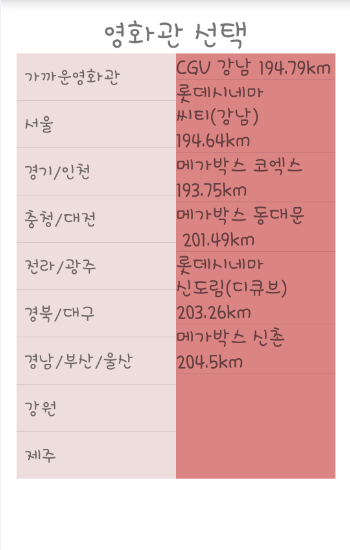 영화관 선택
가까운영화관
서울
경기/인천
충청/대전
전라/광주
경북/대구
경남/부산/울산
강원
제주
CGV 강남 194.79km
롯데시네마
씨티(강남)
194.64km
메가박스 코엑스
193.75km
메가박스 동대문
201.49km
롯데시네마
신도림(디큐브)
203.26km
메가박스 신촌
204.5km